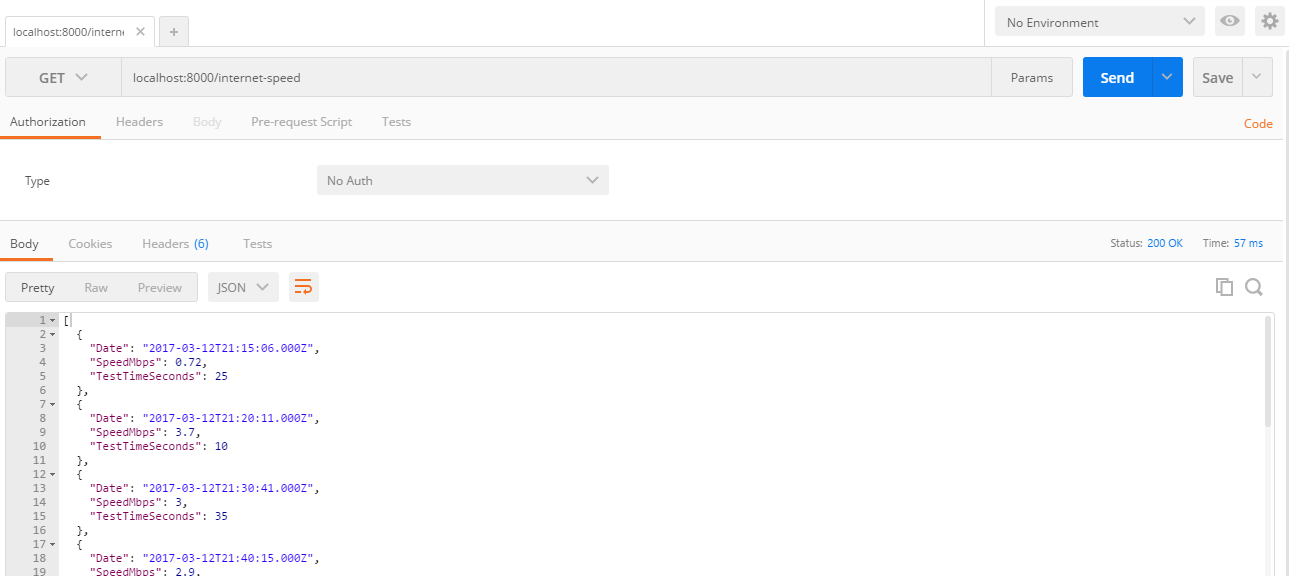 localhost:8000/intern
No Environment
GET localhost:8000/internet-speed Params Send Save
Authorization Headers Body Pre-request Script Tests Code
Type No Auth
Body Cookies Headers (6) Tests Status: 200 OK Time: 57 ms
Pretty Raw Preview JSON
1 [
2 {
3 "Date": "2017-03-12T21:15:06.000Z",
4 "SpeedMbps": 0.72,
5 "TestTimeSeconds": 25
6 },
7 {
8 "Date": "2017-03-12T21:20:11.000Z",
9 "SpeedMbps": 3.7,
10 "TestTimeSeconds": 10
11 },
12 {
13 "Date": "2017-03-12T21:30:41.000Z",
14 "SpeedMbps": 3,
15 "TestTimeSeconds": 35
16 },
17 {
18 "Date": "2017-03-12T21:40:15.000Z",
19 "SpeedMbps": 2.9,